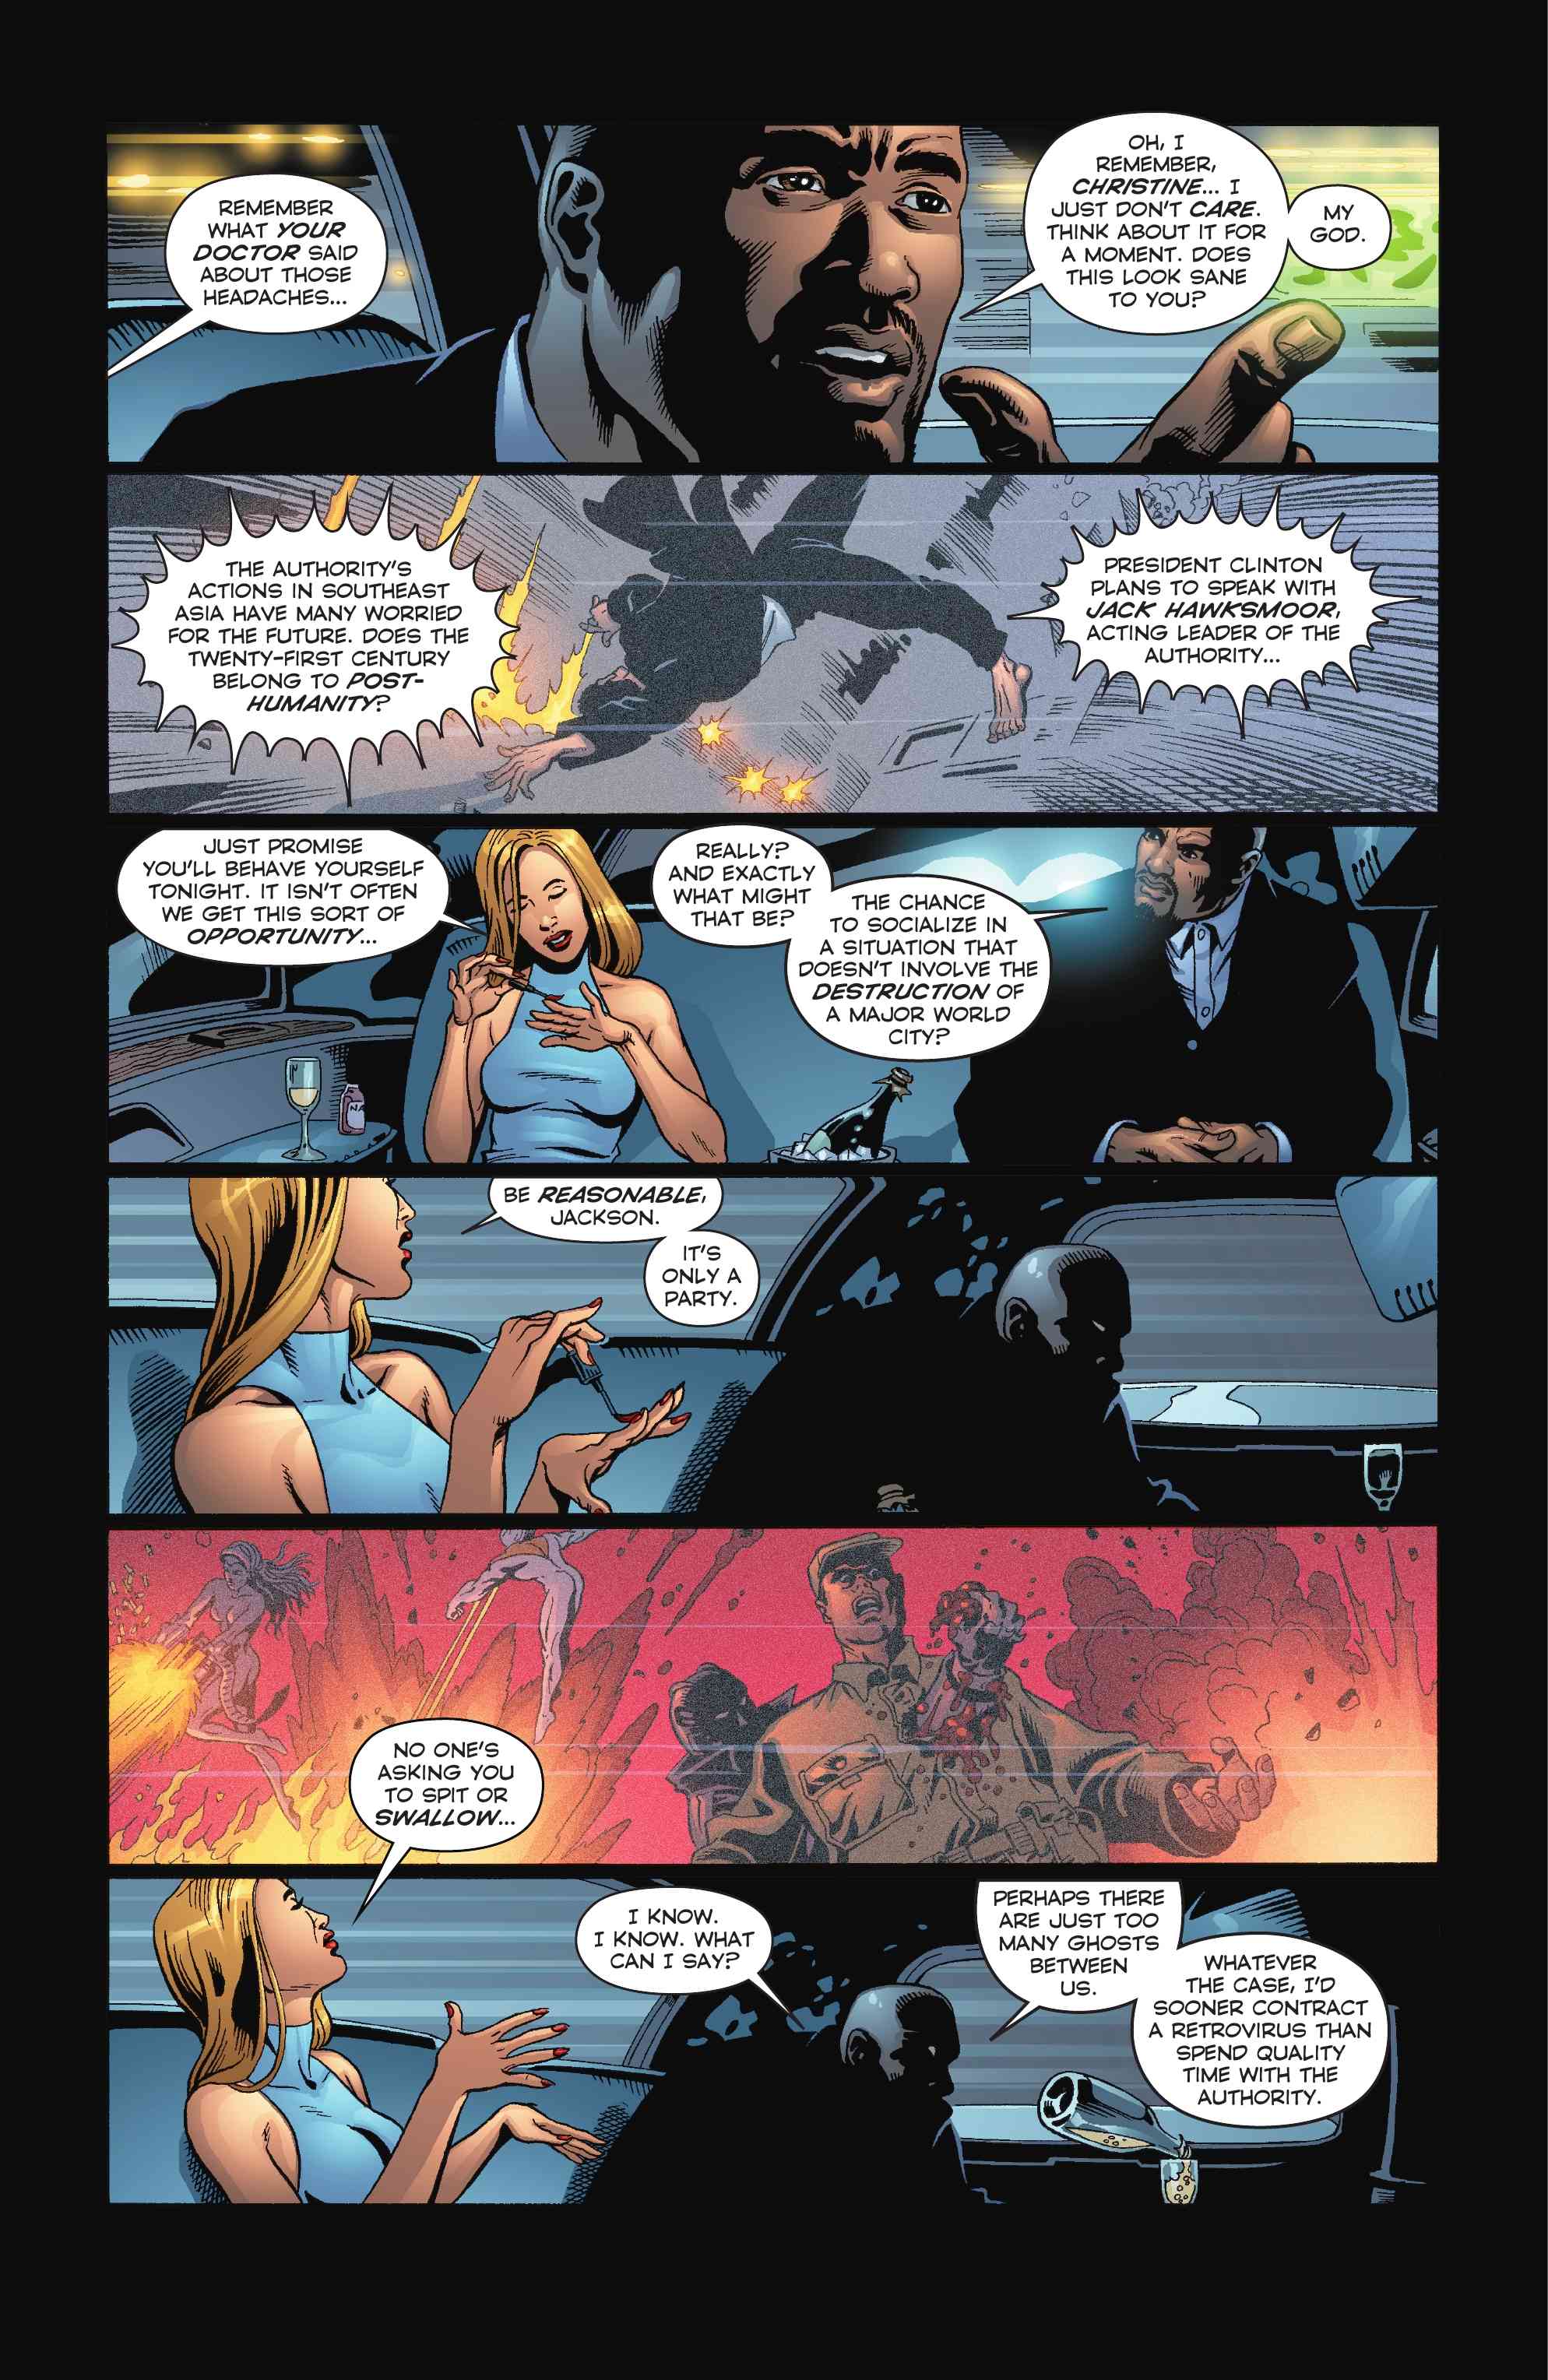 REMEMBER
WHAT YOUR
DOCTOR SAID
ABOUT THOSE
HEADACHES...
OH, I
REMEMBER,
CHRISTINE... I
JUST DON'T CARE.
THINK ABOUT IT FOR
A MOMENT. DOES
THIS LOOK SANE
TO YOU?
MY
GOD.
THE AUTHORITY'S
ACTIONS IN SOUTHEAST
ASIA HAVE MANY WORRIED
FOR THE FUTURE. DOES THE
TWENTY-FIRST CENTURY
BELONG TO POST-
HUMANITY?
PRESIDENT CLINTON
PLANS TO SPEAK WITH
JACK HAWKSMOOR,
ACTING LEADER OF THE
AUTHORITY...
JUST PROMISE
YOU'LL BEHAVE YOURSELF
TONIGHT. IT ISN'T OFTEN
WE GET THIS SORT OF
OPPORTUNITY...
REALLY?
AND EXACTLY
WHAT MIGHT
THAT BE?
THE CHANCE
TO SOCIALIZE IN
A SITUATION THAT
DOESN'T INVOLVE THE
DESTRUCTION OF
A MAJOR WORLD
CITY?
NA
BE REASONABLE,
JACKSON.
IT'S
ONLY A
PARTY.
NO ONE'S
ASKING YOU
TO SPIT OR
SWALLOW...
I KNOW.
I KNOW. WHAT
CAN I SAY?
PERHAPS THERE
ARE JUST TOO
MANY GHOSTS
BETWEEN
US.
WHATEVER
THE CASE, I'D
SOONER CONTRACT
A RETROVIRUS THAN
SPEND QUALITY
TIME WITH THE
AUTHORITY.